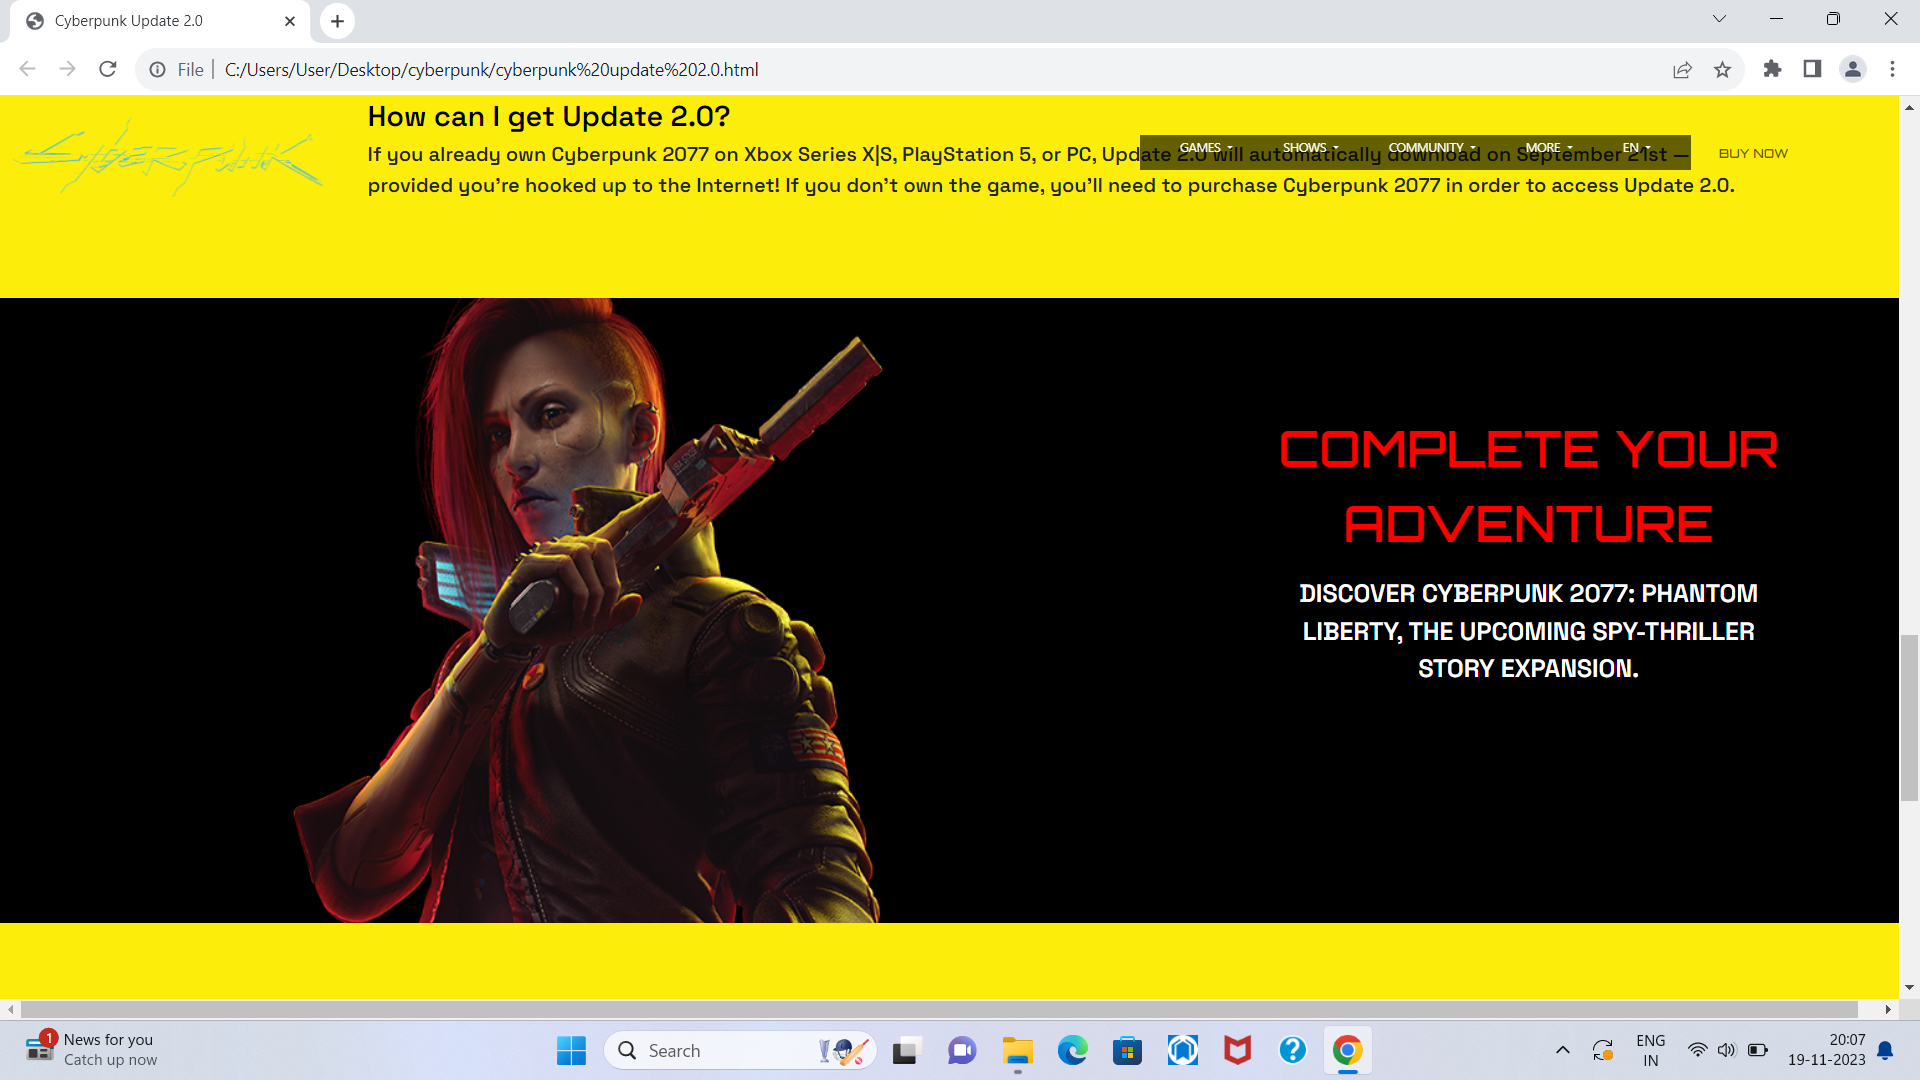 Cyberpunk Update 2.0
File
C:/Users/User/Desktop/cyberpunk/cyberpunk%20update%202.0.html
CYBERPUNK
How can I get Update 2.0?
GAMES SHOWS COMMUNITY MORE EN
BUY NOW
If you already own Cyberpunk 2077 on Xbox Series X|S, PlayStation 5, or PC, Update 2.0 will automatically download on September 21st —
provided you’re hooked up to the Internet! If you don’t own the game, you’ll need to purchase Cyberpunk 2077 in order to access Update 2.0.
COMPLETE YOUR
ADVENTURE
DISCOVER CYBERPUNK 2077: PHANTOM
LIBERTY, THE UPCOMING SPY-THRILLER
STORY EXPANSION.
1
News for you
Catch up now
Search
ENG
IN
20:07
19-11-2023